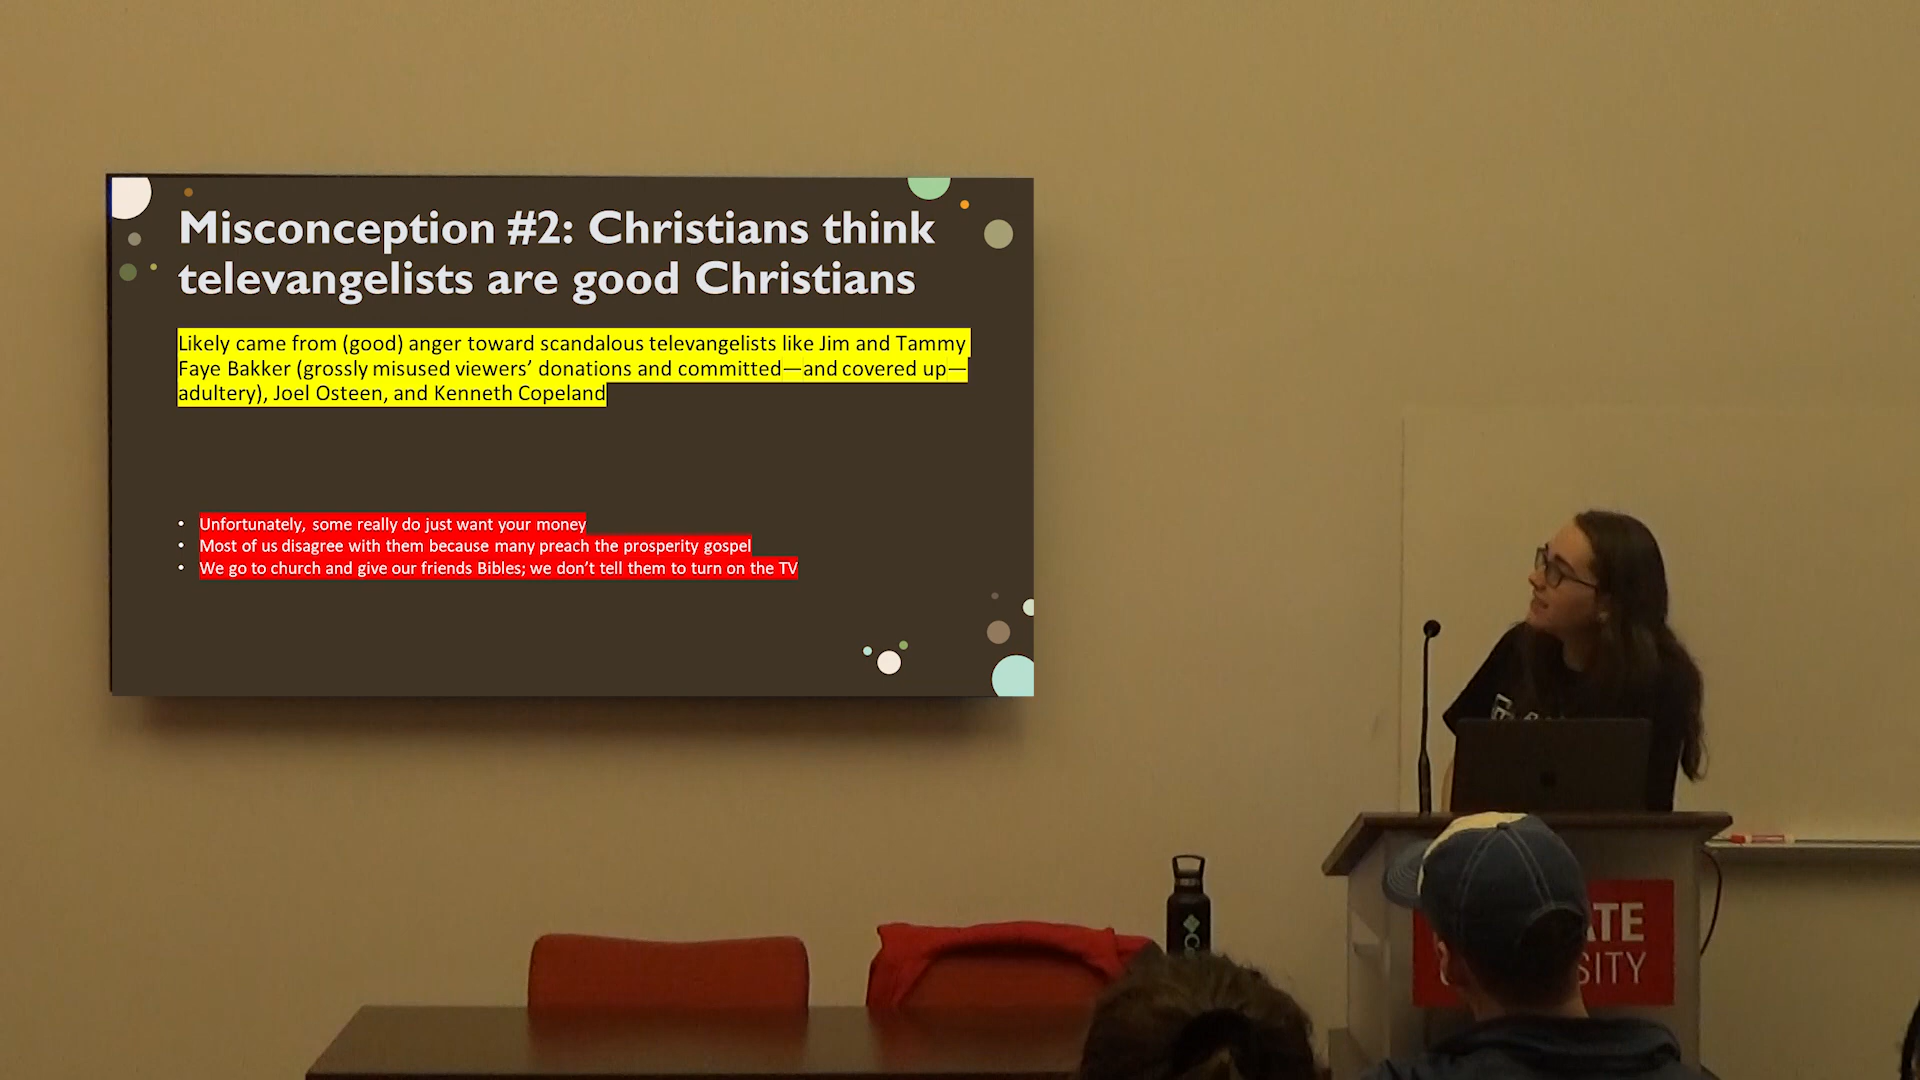 Misconception #2: Christians think
televangelists are good Christians
Likely came from (good) anger toward scandalous televangelists like Jim and Tammy
Faye Bakker (grossly misused viewers’ donations and committed—and covered up—
adultery), Joel Osteen, and Kenneth Copeland
• Unfortunately, some really do just want your money
• Most of us disagree with them because many preach the prosperity gospel
• We go to church and give our friends Bibles; we don’t tell them to turn on the TV